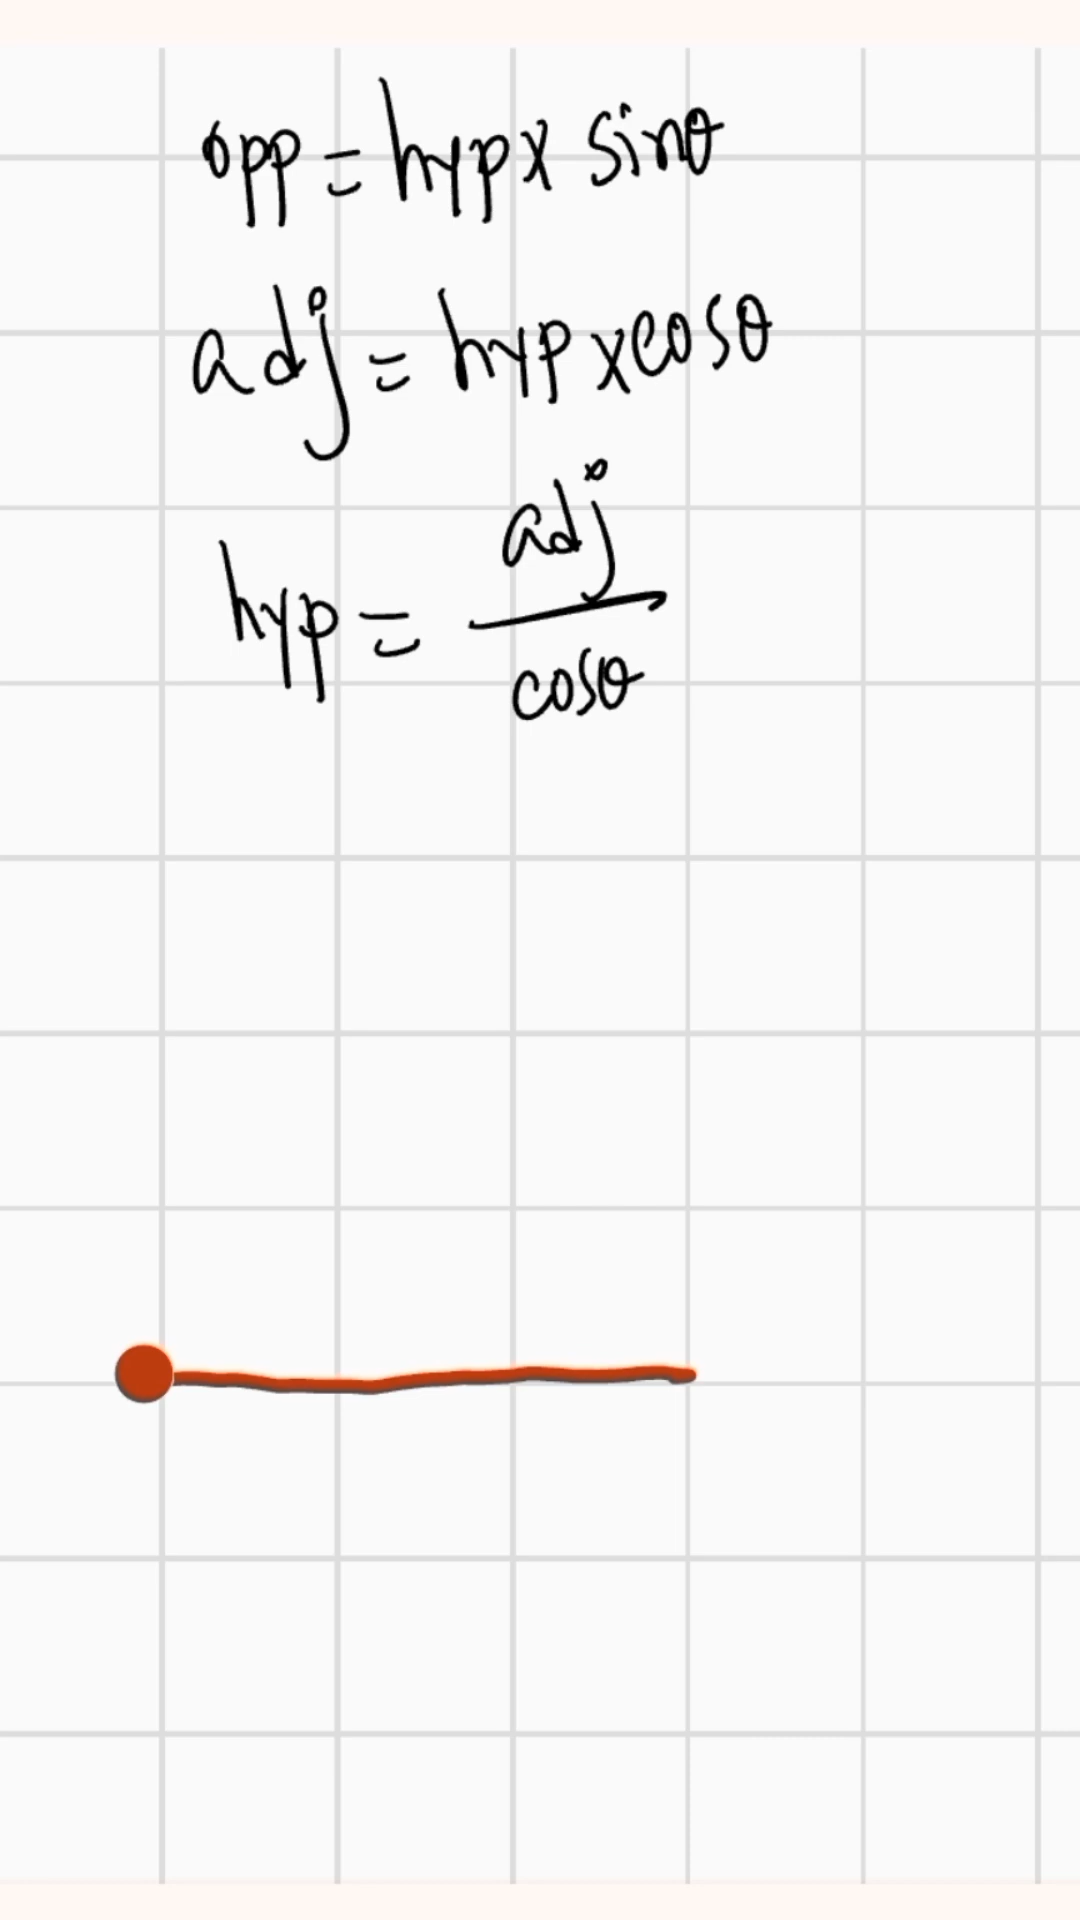 opp = hyp x sinθ
adj = hyp x cosθ
hyp = adj
cosθ